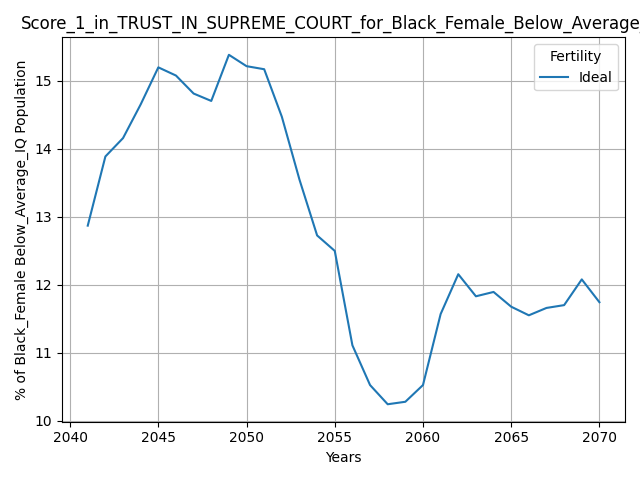 Score_1_in_TRUST_IN_SUPREME_COURT_for_Black_Female_Below_Average_
Fertility
Ideal
% of Black_Female Below_Average_IQ Population
15
14
13
12
11
10
2040 2045 2050 2055 2060 2065 2070
Years